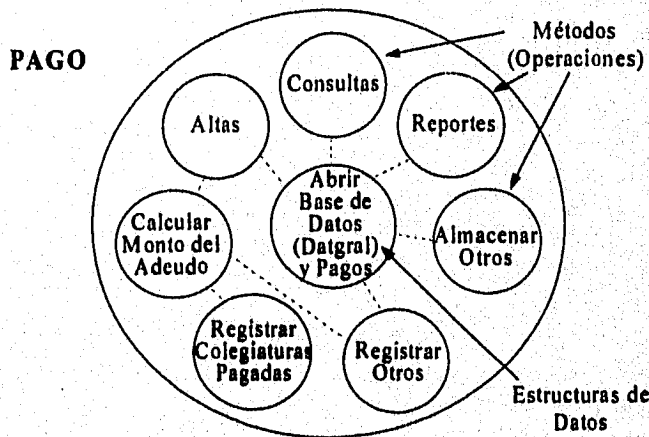 PAGO
Métodos
(Operaciones)
Consultas
Altas
Reportes
Abrir
Base de
Datos
(Datgral)
y Pagos
Calcular
Monto del
Adeudo
Almacenar
Otros
Registrar
Colegiaturas
Pagadas
Registrar
Otros
Estructuras de
Datos